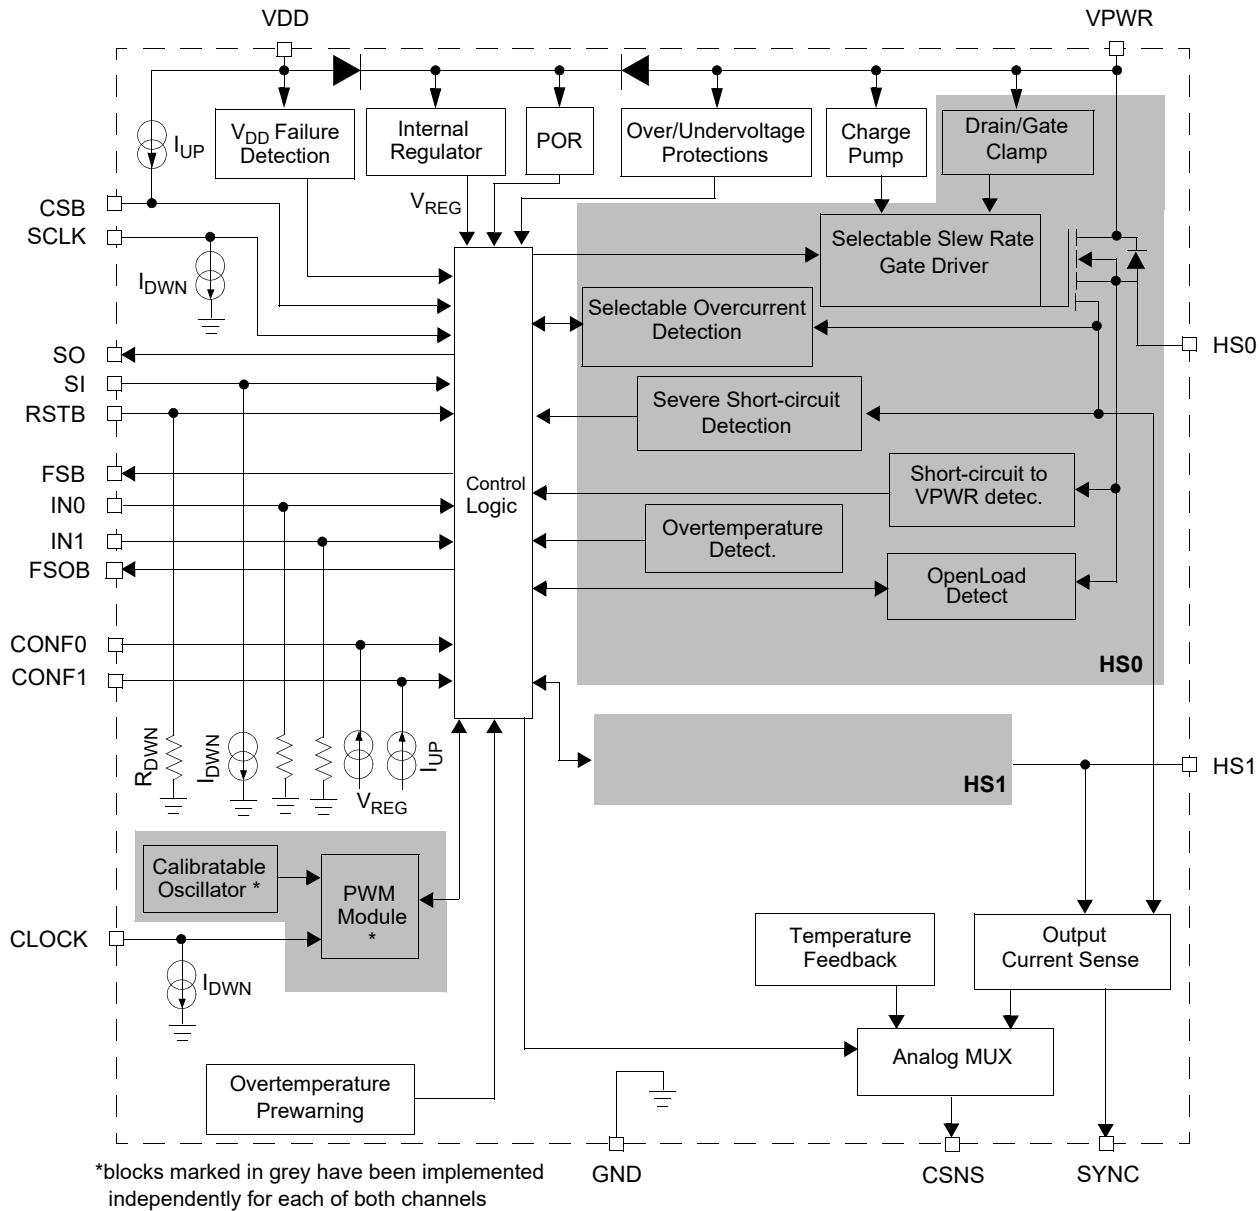 VDD
VPWR
VDD Failure
Detection
Internal
Regulator
POR
Over/Undervoltage
Protections
Charge
Pump
Drain/Gate
Clamp
IUP
VREG
CSB
SCLK
IDWN
Selectable Slew Rate
Gate Driver
Selectable Overcurrent
Detection
SO
HS0
SI
RSTB
Severe Short-circuit
Detection
FSB
Control
Logic
Short-circuit to
VPWR detec.
IN0
IN1
Overtemperature
Detect.
FSOB
OpenLoad
Detect
CONF0
CONF1
HS0
RDWN
IDWN
IUP
VREG
HS1
HS1
Calibratable
Oscillator *
PWM
Module
*
CLOCK
IDWN
Temperature
Feedback
Output
Current Sense
Analog MUX
Overtemperature
Prewarning
GND
CSNS
SYNC
*blocks marked in grey have been implemented
independently for each of both channels